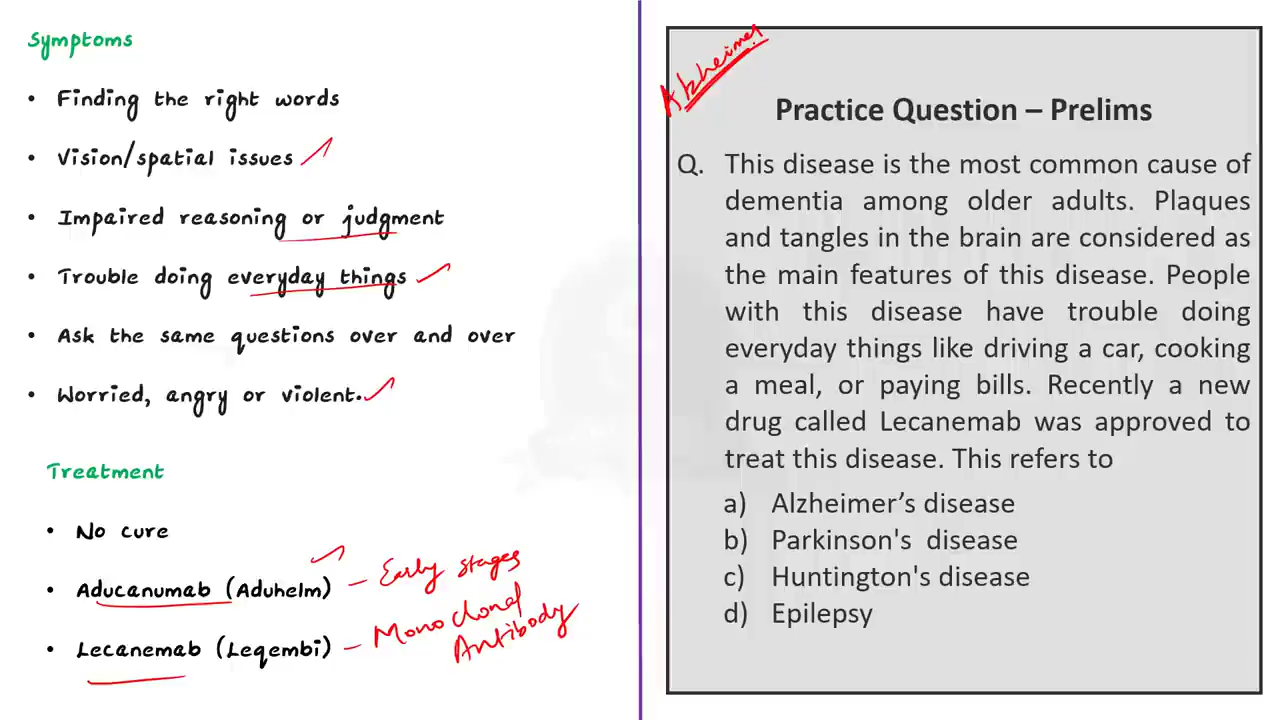 Symptoms
• Finding the right words
• Vision/spatial issues
• Impaired reasoning or judgment
• Trouble doing everyday things
• Ask the same questions over and over
• Worried, angry or violent.
Treatment
• No cure
• Aducanumab (Aduhelm) – Early stages
• Lecanemab (Leqembi) – Monoclonal
Antibody
Alzheimer
Practice Question – Prelims
Q. This disease is the most common cause of
dementia among older adults. Plaques
and tangles in the brain are considered as
the main features of this disease. People
with this disease have trouble doing
everyday things like driving a car, cooking
a meal, or paying bills. Recently a new
drug called Lecanemab was approved to
treat this disease. This refers to
a) Alzheimer’s disease
b) Parkinson's disease
c) Huntington's disease
d) Epilepsy